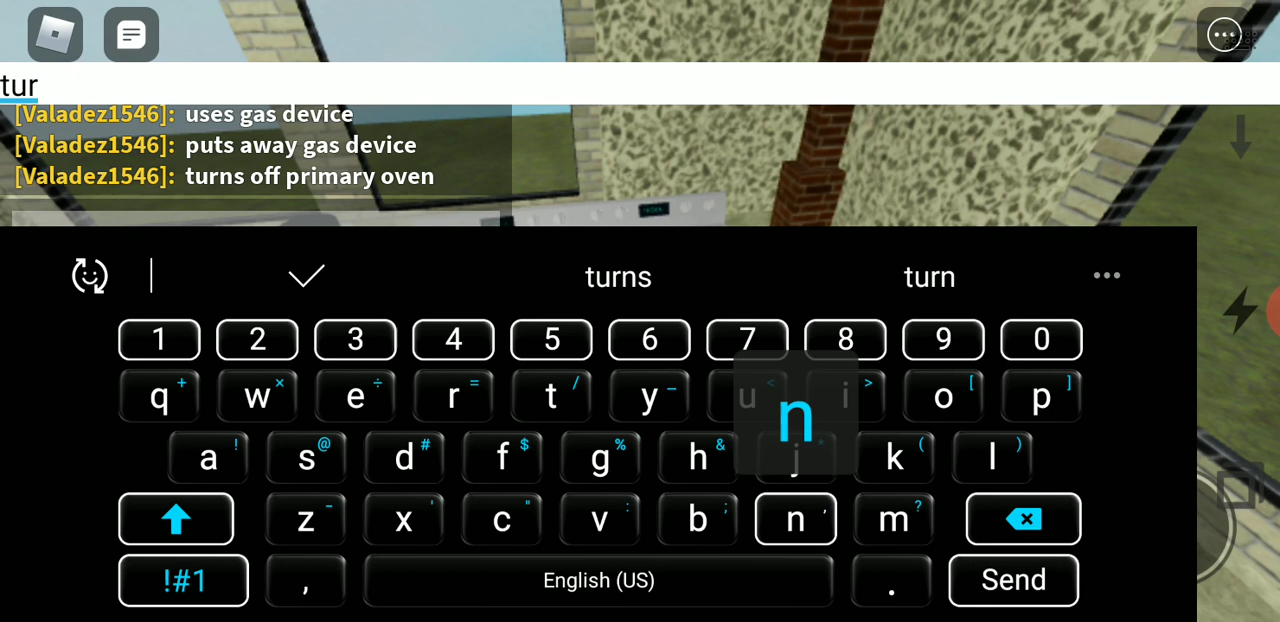 tur
[Valadez1546]: uses gas device
[Valadez1546]: puts away gas device
[Valadez1546]: turns off primary oven
turns turn
1 2 3 4 5 6 7 8 9 0
q + w × e ÷ r = t / y _ u < i > o [ p ]
n
a ! s @ d # f $ g % h & j * k ( l )
z - x ' c " v : b ; n , m ?
!#1 , English (US) . Send